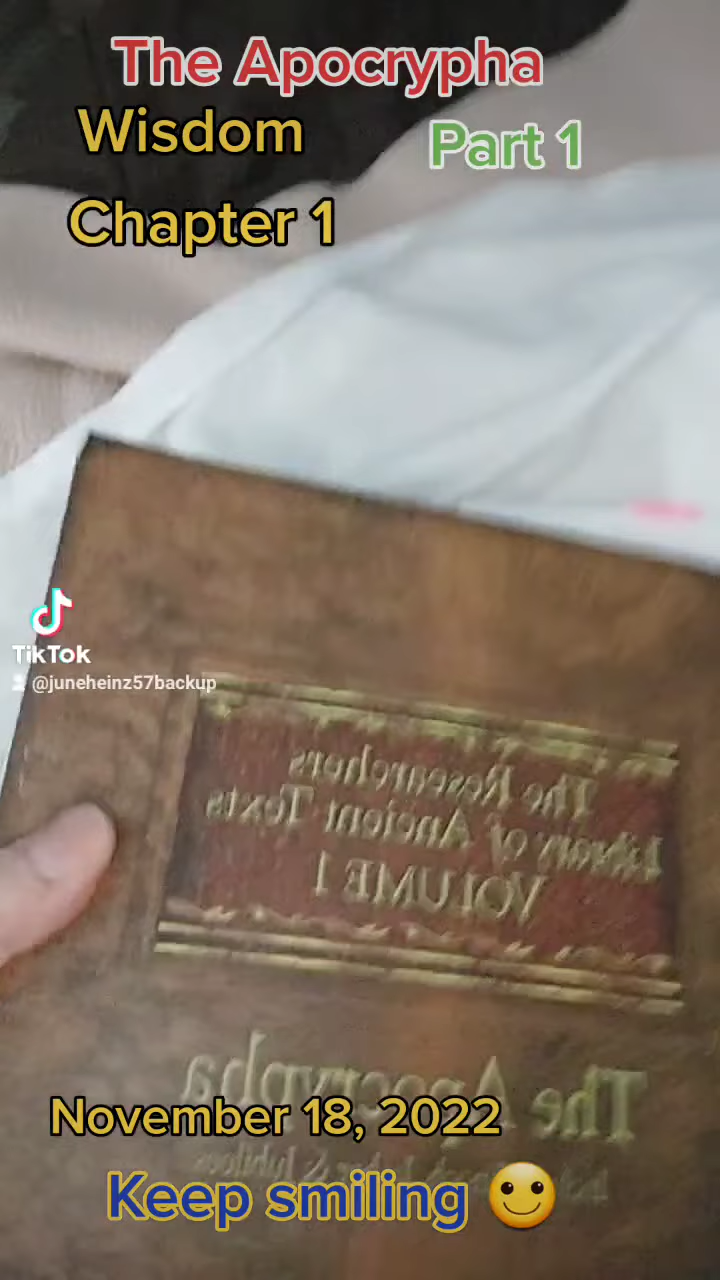 The Apocrypha
Wisdom
Part 1
Chapter 1
TikTok
@juneheinz57backup
The Researchers
Library of Ancient Texts
VOLUME 1
The Apocrypha
November 18, 2022
Keep smiling 🙂